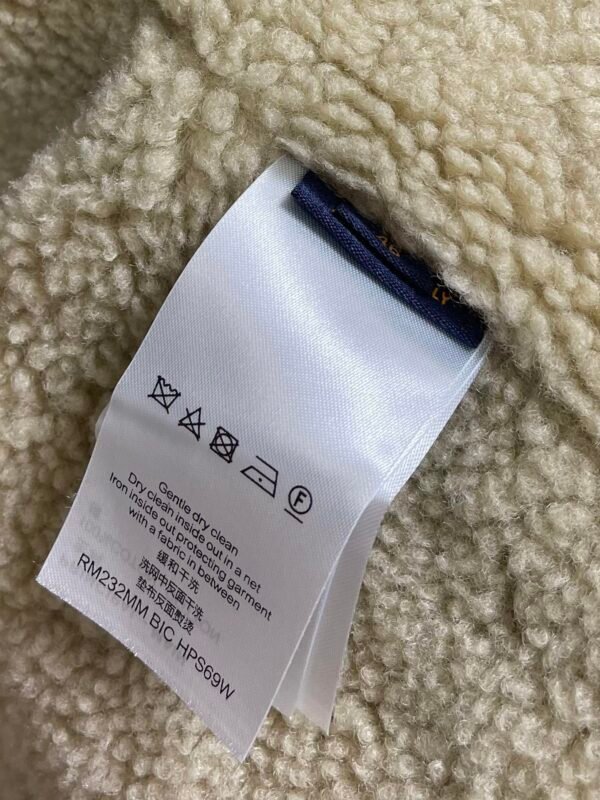 48
LY
F
Gentle dry clean
Dry clean inside out in a net
Iron inside out protecting garment
with a fabric in between
缓和干洗
洗网中反面干洗
垫布反面熨烫
RM232MM BIC HPS69W